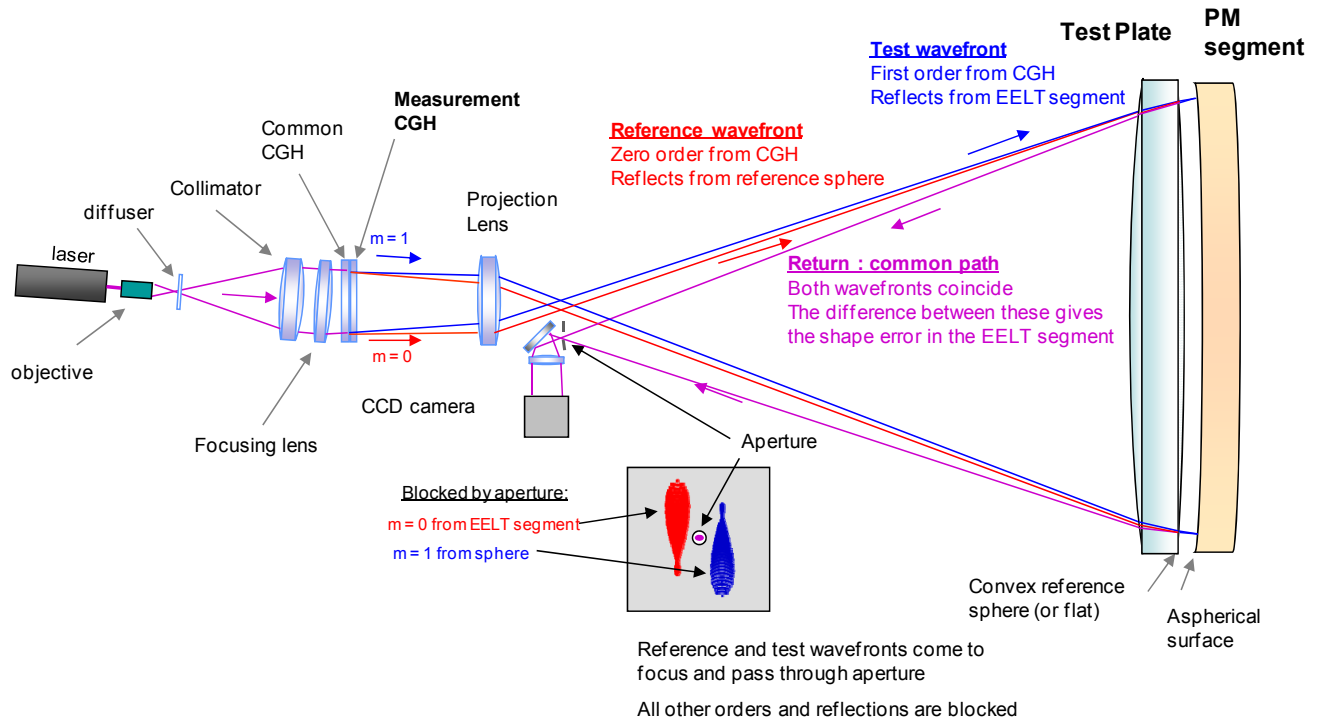 Test Plate
PM
segment
Test wavefront
First order from CGH
Reflects from EELT segment
Measurement
CGH
Common
CGH
Reference wavefront
Zero order from CGH
Reflects from reference sphere
Collimator
Projection
Lens
diffuser
laser
m = 1
Return : common path
Both wavefronts coincide
The difference between these gives
the shape error in the EELT segment
m = 0
objective
CCD camera
Focusing lens
Aperture
Blocked by aperture:
m = 0 from EELT segment
m = 1 from sphere
Convex reference
sphere (or flat)
Aspherical
surface
Reference and test wavefronts come to
focus and pass through aperture
All other orders and reflections are blocked